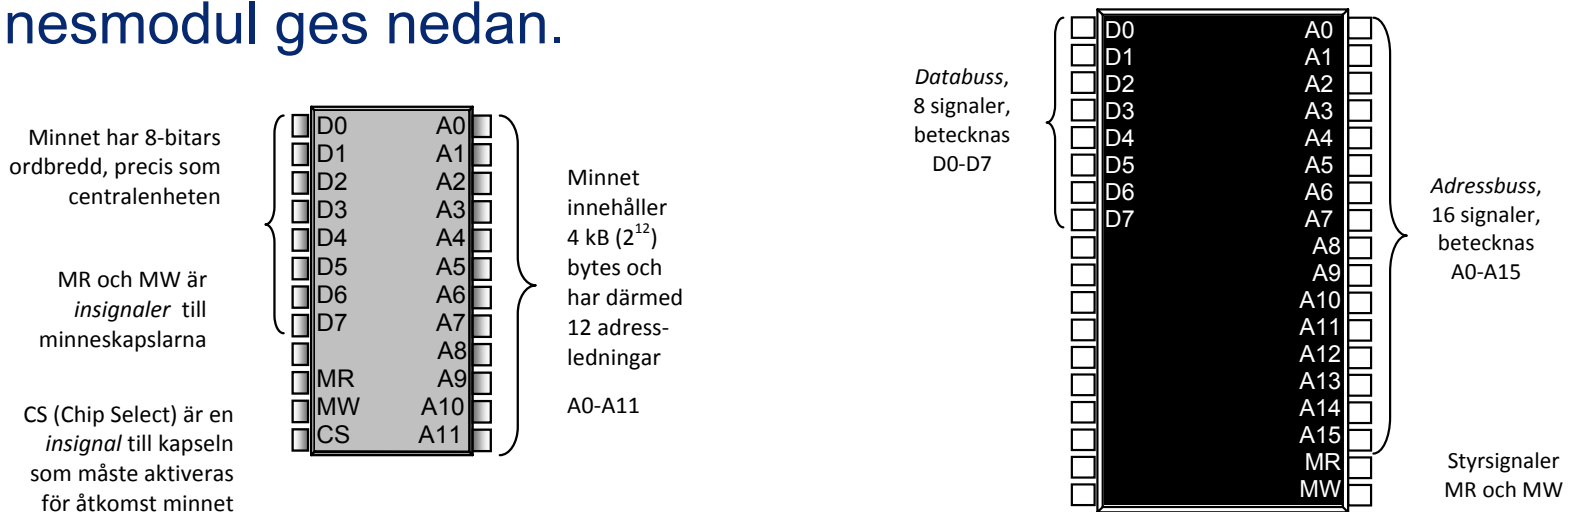 nesmodul ges nedan.
Minnet har 8-bitars
ordbredd, precis som
centralenheten
MR och MW är
insignaler till
minneskapslarna
CS (Chip Select) är en
insignal till kapseln
som måste aktiveras
för åtkomst minnet
D0 A0
D1 A1
D2 A2
D3 A3
D4 A4
D5 A5
D6 A6
D7 A7
A8
MR A9
MW A10
CS A11
Minnet
innehåller
4 kB (2^12)
bytes och
har därmed
12 adress-
ledningar
A0-A11
Databuss,
8 signaler,
betecknas
D0-D7
D0 A0
D1 A1
D2 A2
D3 A3
D4 A4
D5 A5
D6 A6
D7 A7
A8
A9
A10
A11
A12
A13
A14
A15
MR
MW
Adressbuss,
16 signaler,
betecknas
A0-A15
Styrsignaler
MR och MW